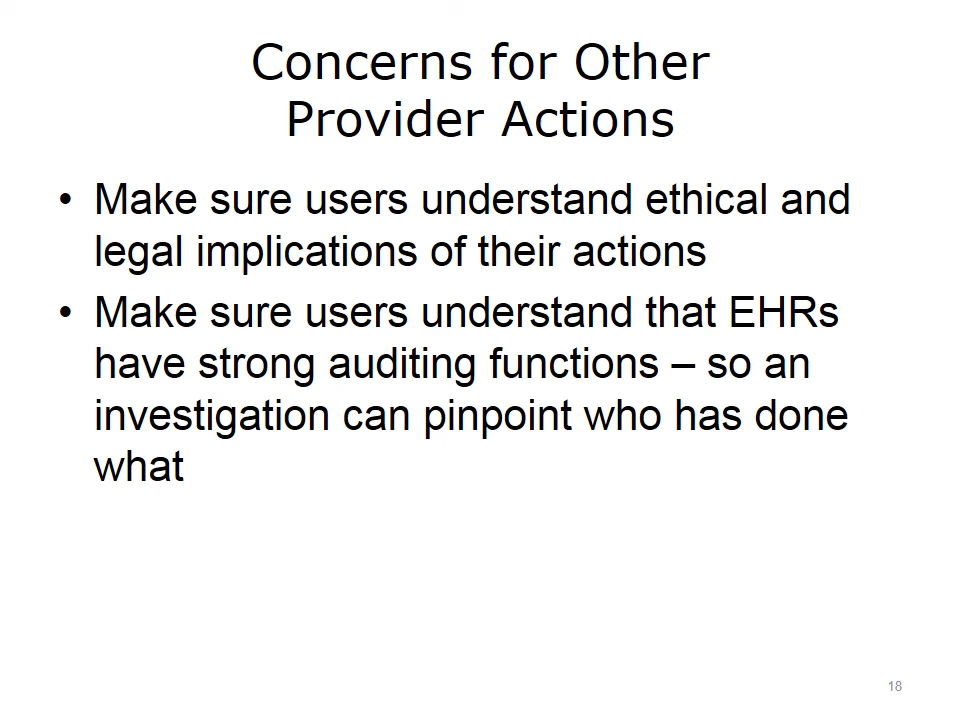 Concerns for Other
Provider Actions
• Make sure users understand ethical and
legal implications of their actions
• Make sure users understand that EHRs
have strong auditing functions – so an
investigation can pinpoint who has done
what
18